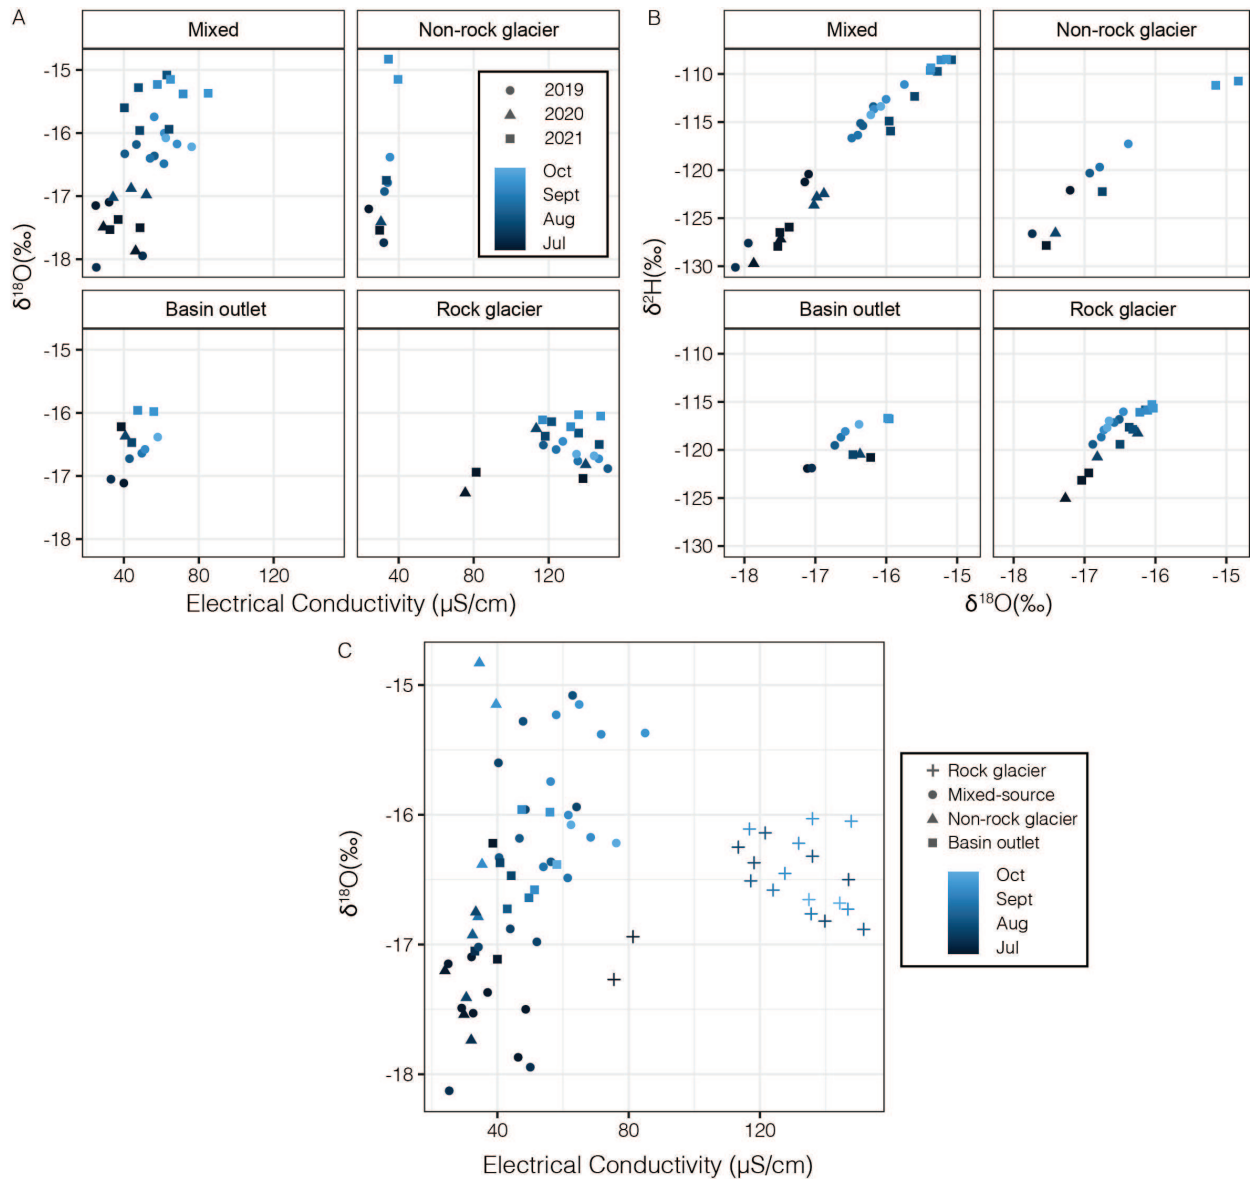 A
Mixed
Non-rock glacier
-15
-16
-17
-18
2019
2020
2021
Oct
Sept
Aug
Jul
δ¹⁸O(‰)
Basin outlet
Rock glacier
-15
-16
-17
-18
40 80 120
40 80 120
Electrical Conductivity (µS/cm)
B
Mixed
Non-rock glacier
-110
-115
-120
-125
-130
δ²H(‰)
Basin outlet
Rock glacier
-110
-115
-120
-125
-130
-18 -17 -16 -15
-18 -17 -16 -15
δ¹⁸O(‰)
C
-15
-16
-17
-18
δ¹⁸O(‰)
40 80 120
Electrical Conductivity (µS/cm)
Rock glacier
Mixed-source
Non-rock glacier
Basin outlet
Oct
Sept
Aug
Jul